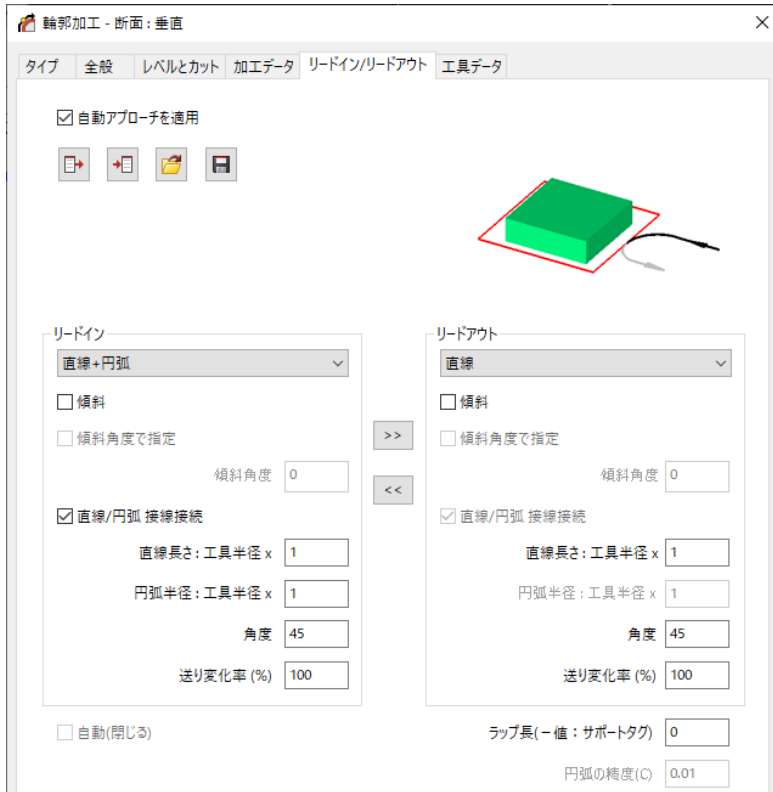 輪郭加工 - 断面 : 垂直
タイプ 全般 レベルとカット 加工データ リードイン/リードアウト 工具データ
自動アプローチを適用
リードイン リードアウト
直線+円弧 直線
傾斜 傾斜
傾斜角度で指定 >> 傾斜角度で指定
傾斜角度 0 << 傾斜角度 0
直線/円弧 接線接続 直線/円弧 接線接続
直線長さ : 工具半径 x 1 直線長さ : 工具半径 x 1
円弧半径 : 工具半径 x 1 円弧半径 : 工具半径 x 1
角度 45 角度 45
送り変化率 (%) 100 送り変化率 (%) 100
自動(閉じる) ラップ長(-値:サポートタグ) 0
円弧の精度(C) 0.01